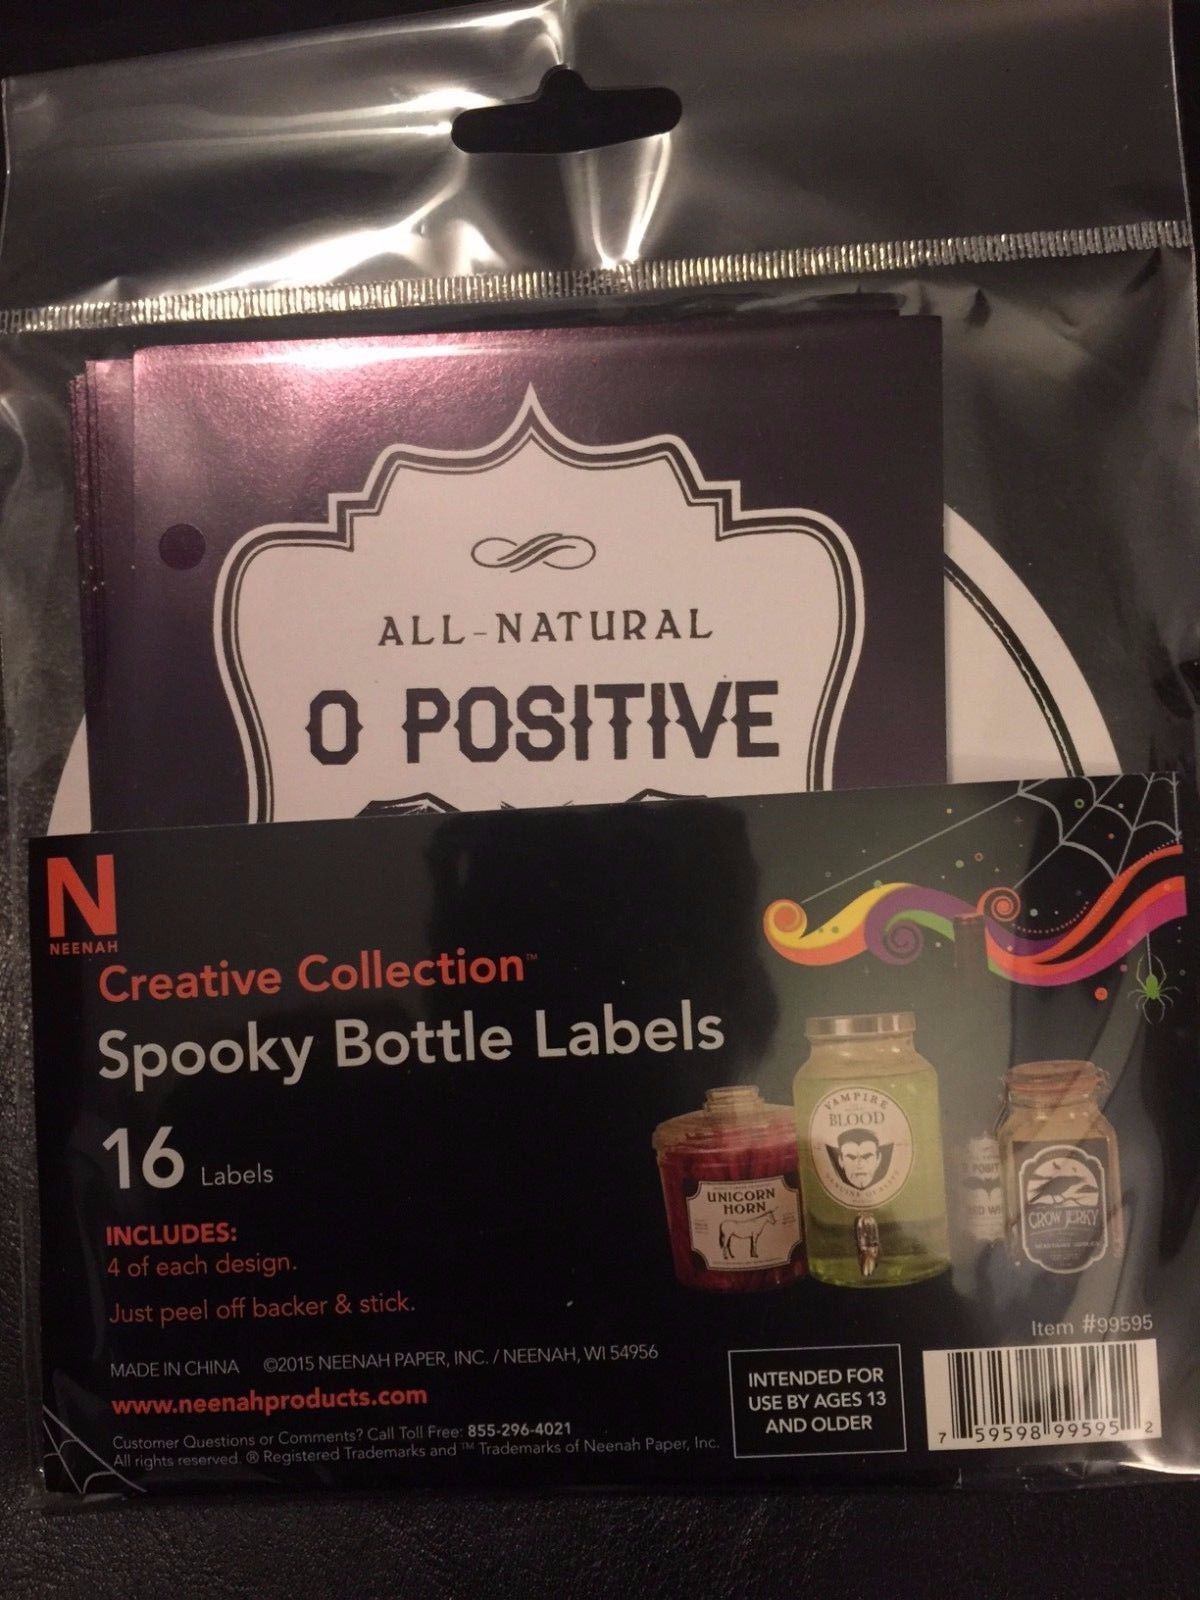 ALL-NATURAL
O POSITIVE
N
NEENAH
Creative Collection™
Spooky Bottle Labels
16 Labels
INCLUDES:
4 of each design.
Just peel off backer & stick.
MADE IN CHINA ©2015 NEENAH PAPER, INC. / NEENAH, WI 54956
www.neenahproducts.com
Customer Questions or Comments? Call Toll Free: 855-296-4021
All rights reserved. ® Registered Trademarks and ™ Trademarks of Neenah Paper, Inc.
VAMPIRE
BLOOD
GENUINE QUALITY
UNICORN
HORN
CROW JERKY
Item #99595
INTENDED FOR
USE BY AGES 13
AND OLDER
7 59598 99595 2